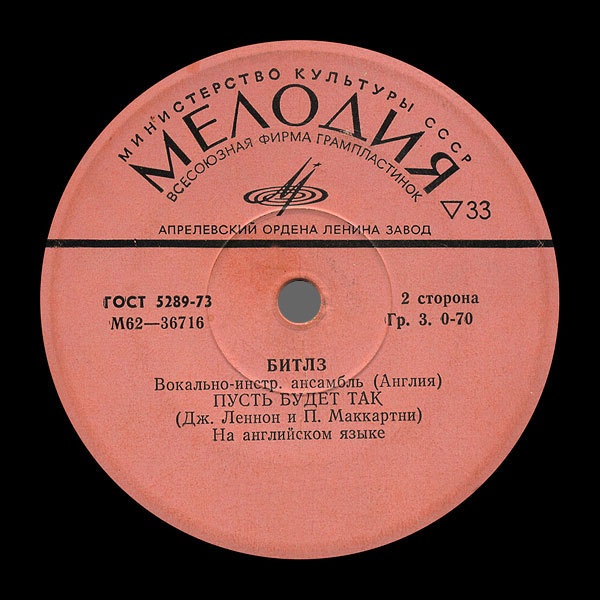 МИНИСТЕРСТВО КУЛЬТУРЫ СССР
МЕЛОДИЯ
ВСЕСОЮЗНАЯ ФИРМА ГРАМПЛАСТИНОК
▽33
АПРЕЛЕВСКИЙ ОРДЕНА ЛЕНИНА ЗАВОД
ГОСТ 5289-73
2 сторона
М62—36716
Гр. 3. 0-70
БИТЛЗ
Вокально-инстр. ансамбль (Англия)
ПУСТЬ БУДЕТ ТАК
(Дж. Леннон и П. Маккартни)
На английском языке